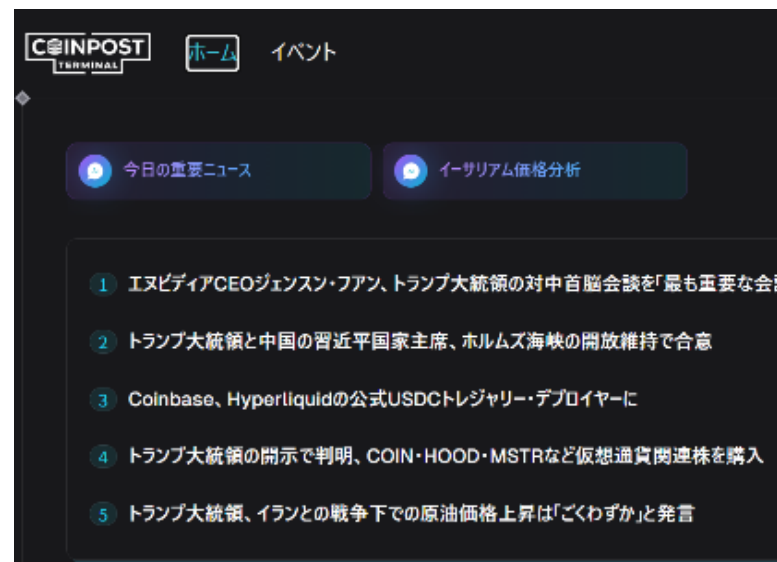 COINPOST
TERMINAL
ホーム
イベント
今日の重要ニュース
イーサリアム価格分析
1 エヌビディアCEOジェンスン・フアン、トランプ大統領の対中首脳会談を「最も重要な会
2 トランプ大統領と中国の習近平国家主席、ホルムズ海峡の開放維持で合意
3 Coinbase、Hyperliquidの公式USDCトレジャリー・デプロイヤーに
4 トランプ大統領の開示で判明、COIN・HOOD・MSTRなど仮想通貨関連株を購入
5 トランプ大統領、イランとの戦争下での原油価格上昇は「ごくわずか」と発言